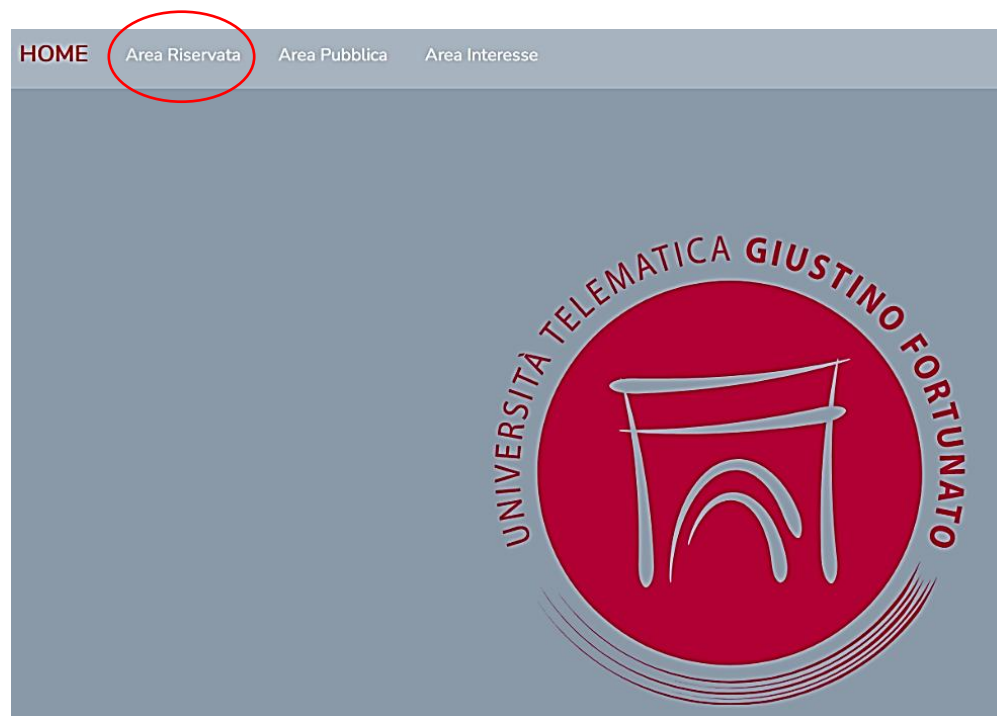 HOME Area Riservata Area Pubblica Area Interesse
UNIVERSITÀ TELEMATICA GIUSTINO FORTUNATO